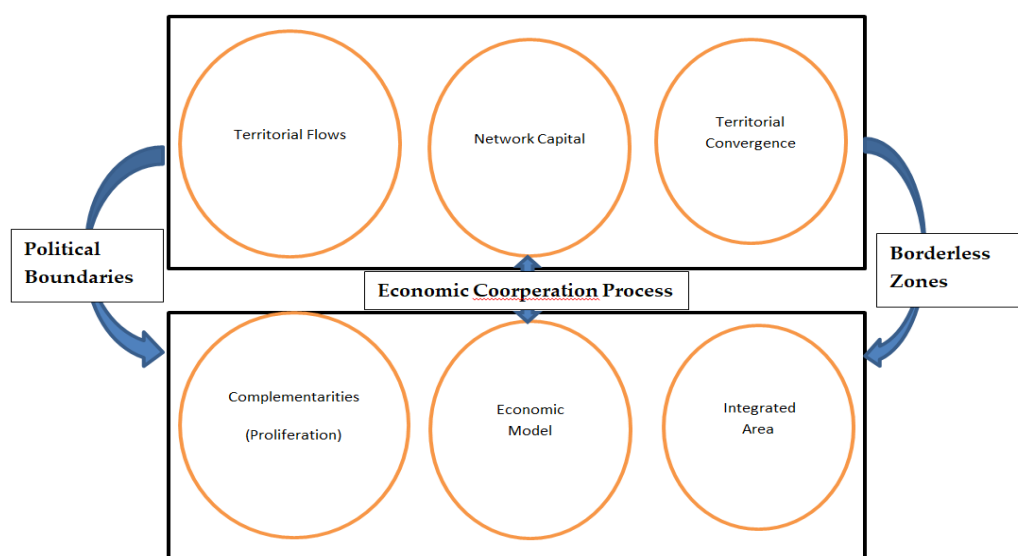 Territorial Flows
Network Capital
Territorial
Convergence
Political
Boundaries
Borderless
Zones
Economic Coorperation Process
Complementarities
(Proliferation)
Economic
Model
Integrated
Area